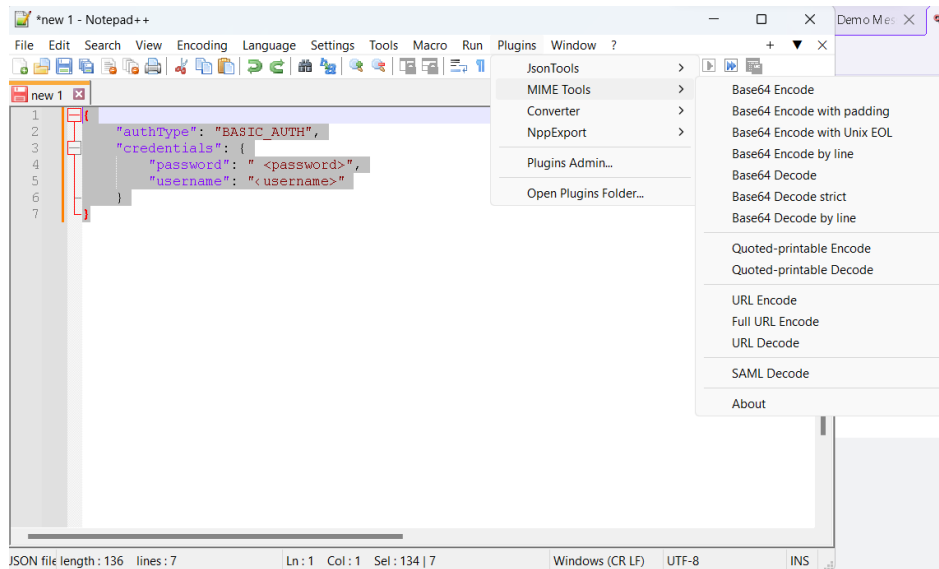 *new 1 - Notepad++
Demo Mes
File Edit Search View Encoding Language Settings Tools Macro Run Plugins Window ?
new 1
1 {
2 "authType": "BASIC_AUTH",
3 "credentials": {
4 "password": " <password>",
5 "username": "<username>"
6 }
7 }
JsonTools
MIME Tools
Converter
NppExport
Plugins Admin...
Open Plugins Folder...
Base64 Encode
Base64 Encode with padding
Base64 Encode with Unix EOL
Base64 Encode by line
Base64 Decode
Base64 Decode strict
Base64 Decode by line
Quoted-printable Encode
Quoted-printable Decode
URL Encode
Full URL Encode
URL Decode
SAML Decode
About
JSON file length : 136 lines : 7 Ln : 1 Col : 1 Sel : 134 | 7 Windows (CR LF) UTF-8 INS